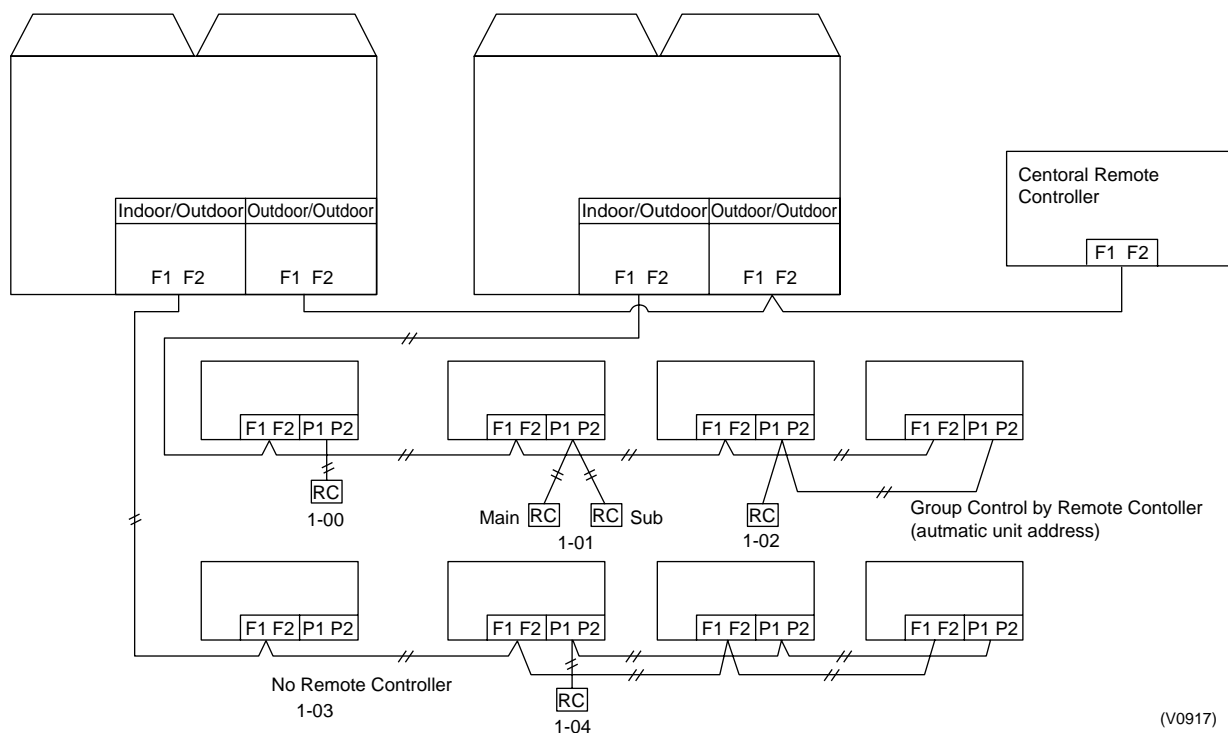 Indoor/Outdoor Outdoor/Outdoor
F1 F2 F1 F2
Indoor/Outdoor Outdoor/Outdoor
F1 F2 F1 F2
Centoral Remote
Controller
F1 F2
F1 F2 P1 P2
F1 F2 P1 P2
F1 F2 P1 P2
F1 F2 P1 P2
RC
1-00
Main RC RC Sub
1-01
RC
1-02
Group Control by Remote Contoller
(autmatic unit address)
F1 F2 P1 P2
F1 F2 P1 P2
F1 F2 P1 P2
F1 F2 P1 P2
No Remote Controller
1-03
RC
1-04
(V0917)